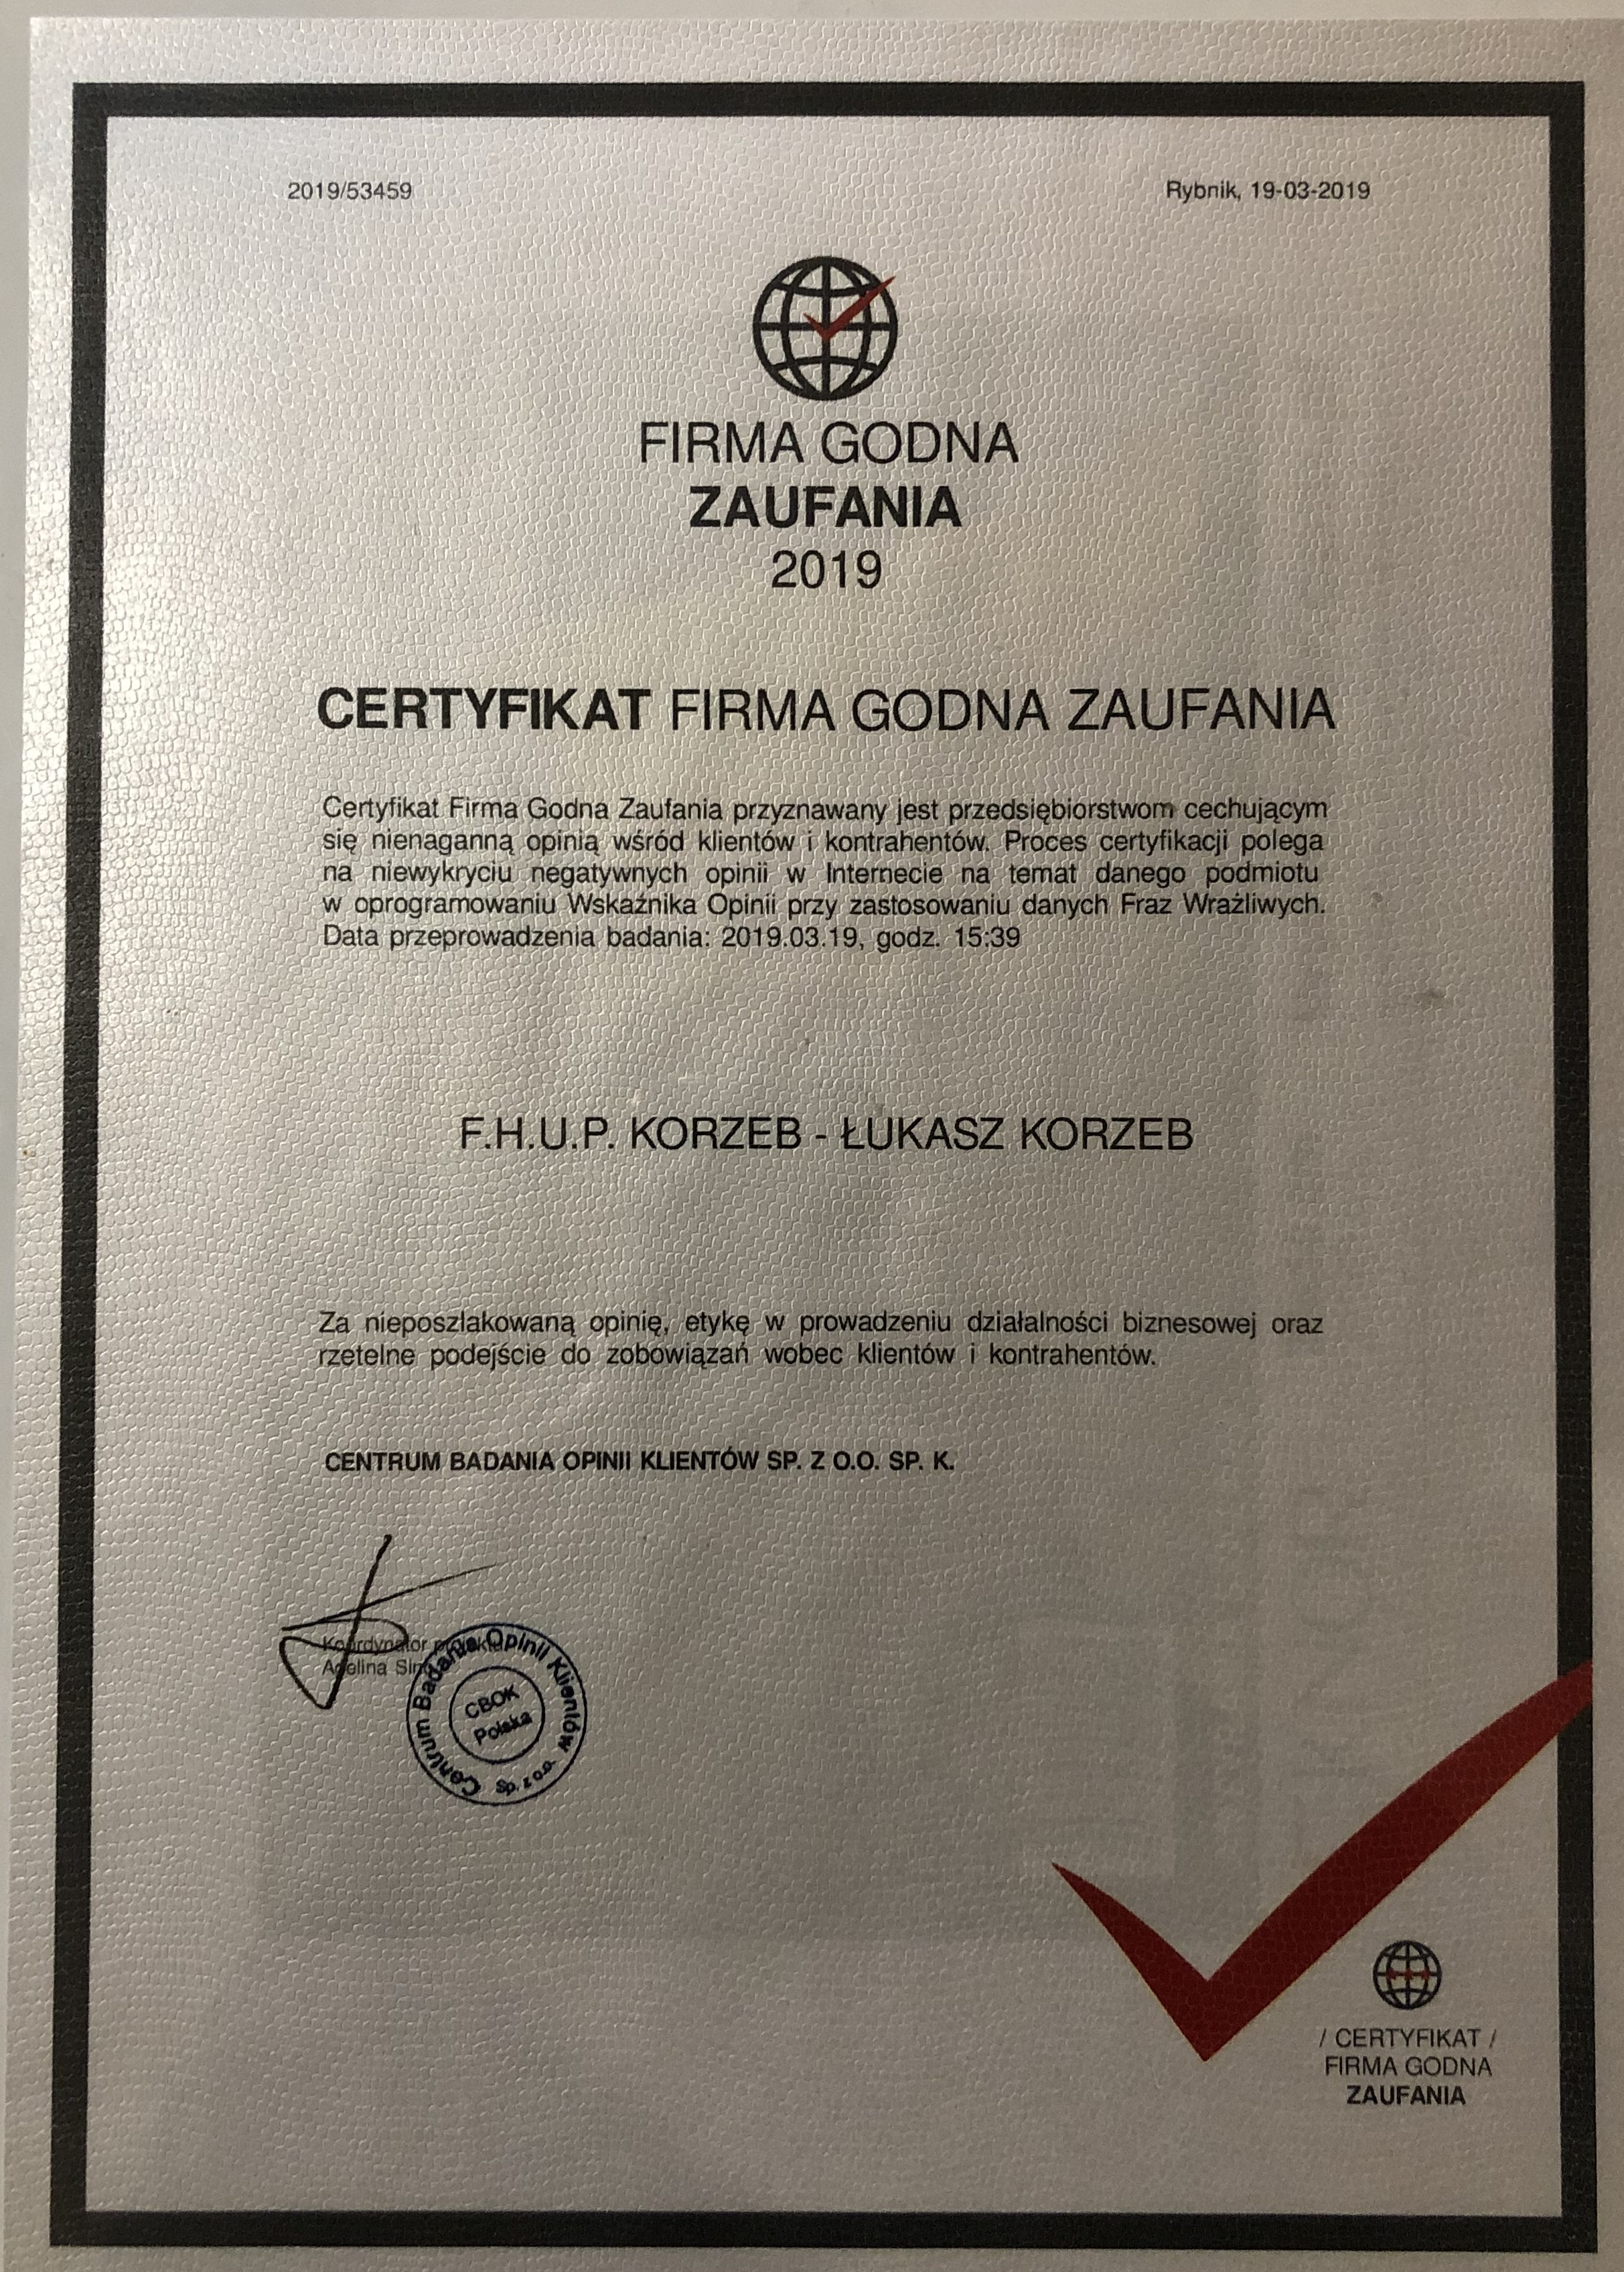 2019/53459
Rybnik, 19-03-2019
FIRMA GODNA
ZAUFANIA
2019
CERTYFIKAT FIRMA GODNA ZAUFANIA
Certyfikat Firma Godna Zaufania przyznawany jest przedsiębiorstwom cechującym
się nienaganną opinią wśród klientów i kontrahentów. Proces certyfikacji polega
na niewykryciu negatywnych opinii w Internecie na temat danego podmiotu
w oprogramowaniu Wskaźnika Opinii przy zastosowaniu danych Fraz Wrażliwych.
Data przeprowadzenia badania: 2019.03.19, godz. 15:39
F.H.U.P. KORZEB - ŁUKASZ KORZEB
Za nieposzlakowaną opinię, etykę w prowadzeniu działalności biznesowej oraz
rzetelne podejście do zobowiązań wobec klientów i kontrahentów.
CENTRUM BADANIA OPINII KLIENTÓW SP. Z O.O. SP. K.
Koordynator projektu
Adelina
Centrum Badania Opinii Klientów Sp. z o.o.
CBOK
Polska
/ CERTYFIKAT /
FIRMA GODNA
ZAUFANIA